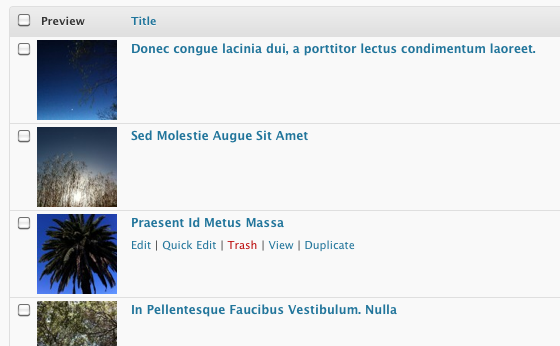 Preview Title
Donec congue lacinia dui, a porttitor lectus condimentum laoreet.
Sed Molestie Augue Sit Amet
Praesent Id Metus Massa
Edit | Quick Edit | Trash | View | Duplicate
In Pellentesque Faucibus Vestibulum. Nulla